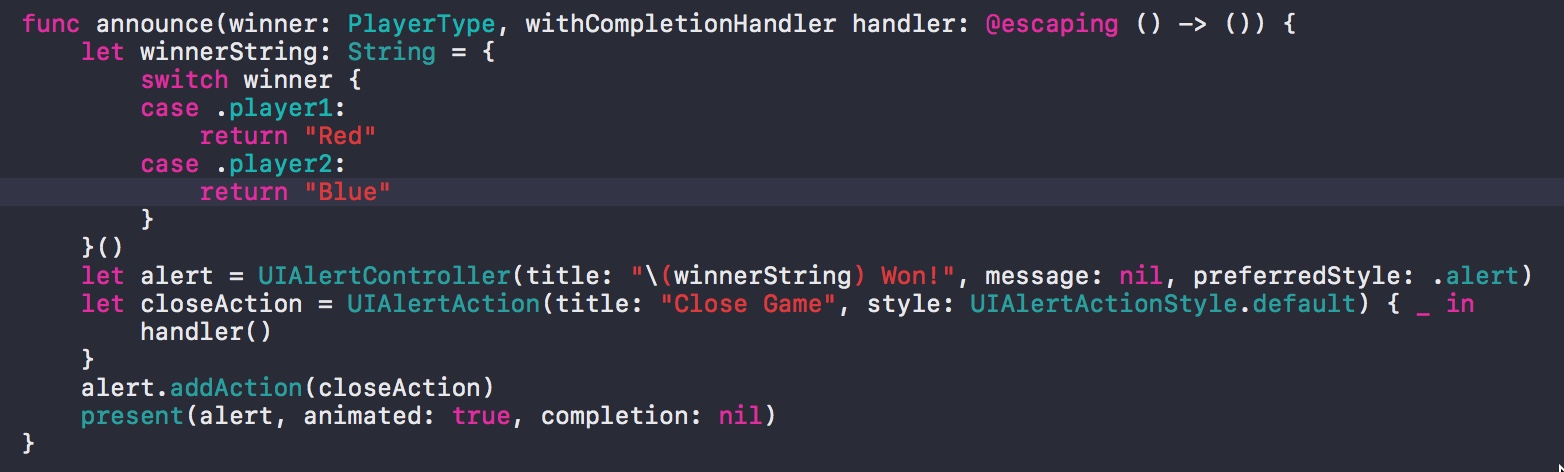 func announce(winner: PlayerType, withCompletionHandler handler: @escaping () -> ()) {
    let winnerString: String = {
        switch winner {
        case .player1:
            return "Red"
        case .player2:
            return "Blue"
        }
    }()
    let alert = UIAlertController(title: "\(winnerString) Won!", message: nil, preferredStyle: .alert)
    let closeAction = UIAlertAction(title: "Close Game", style: UIAlertActionStyle.default) { _ in
        handler()
    }
    alert.addAction(closeAction)
    present(alert, animated: true, completion: nil)
}